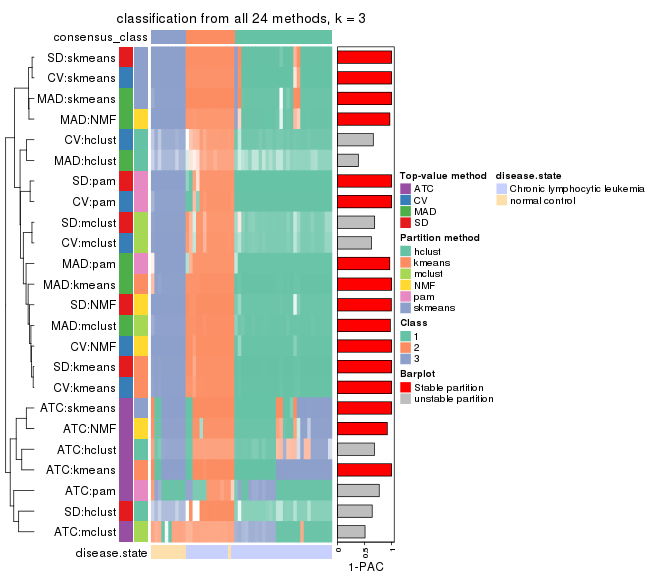 classification from all 24 methods, k = 3
consensus_class
SD:skmeans
CV:skmeans
MAD:skmeans
MAD:NMF
CV:hclust
MAD:hclust
SD:pam
CV:pam
SD:mclust
CV:mclust
MAD:pam
MAD:kmeans
SD:NMF
MAD:mclust
CV:NMF
SD:kmeans
CV:kmeans
ATC:skmeans
ATC:NMF
ATC:hclust
ATC:kmeans
ATC:pam
SD:hclust
ATC:mclust
disease.state
0
0.5
1
1-PAC
Top-value method
ATC
CV
MAD
SD
Partition method
hclust
kmeans
mclust
NMF
pam
skmeans
Class
1
2
3
Barplot
Stable partition
unstable partition
disease.state
Chronic lymphocytic leukemia
normal control